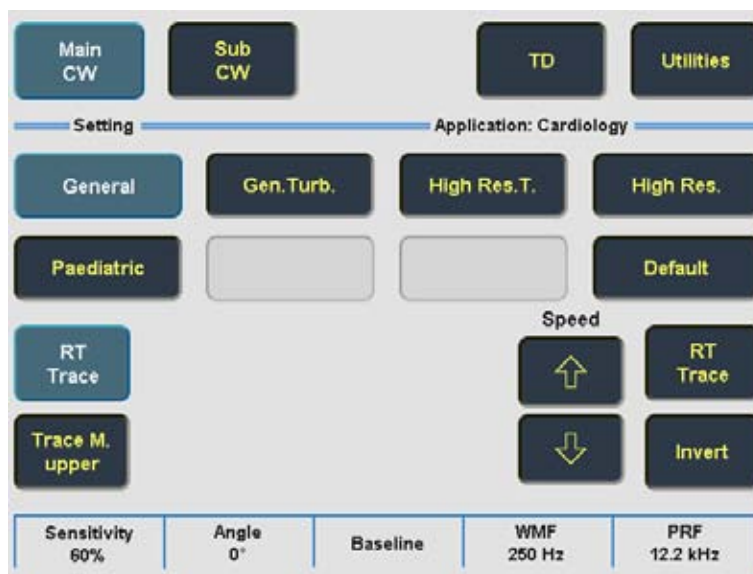 Main
CW
Sub
CW
TD
Utilities
Setting
Application: Cardiology
General
Gen.Turb.
High Res.T.
High Res.
Paediatric
Default
Speed
RT
Trace
RT
Trace
Trace M.
upper
Invert
Sensitivity
60%
Angle
0°
Baseline
WMF
250 Hz
PRF
12.2 kHz